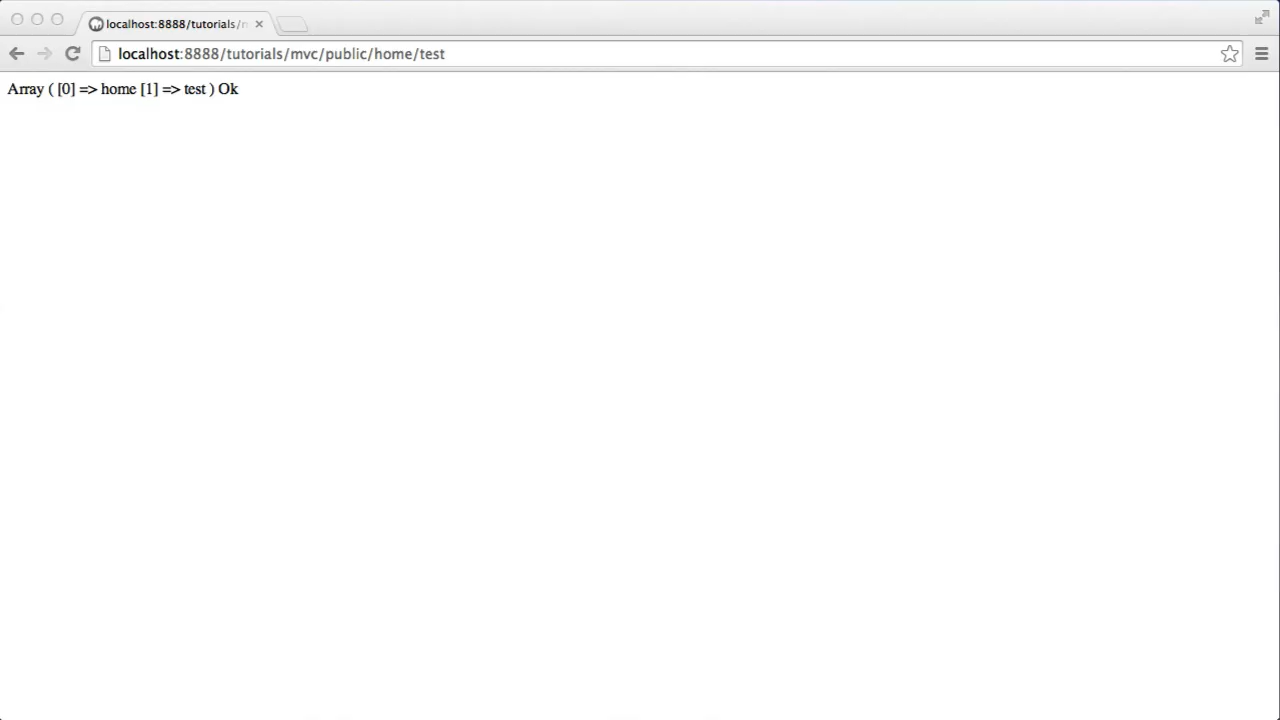 localhost:8888/tutorials/
localhost:8888/tutorials/mvc/public/home/test
Array ( [0] => home [1] => test ) Ok